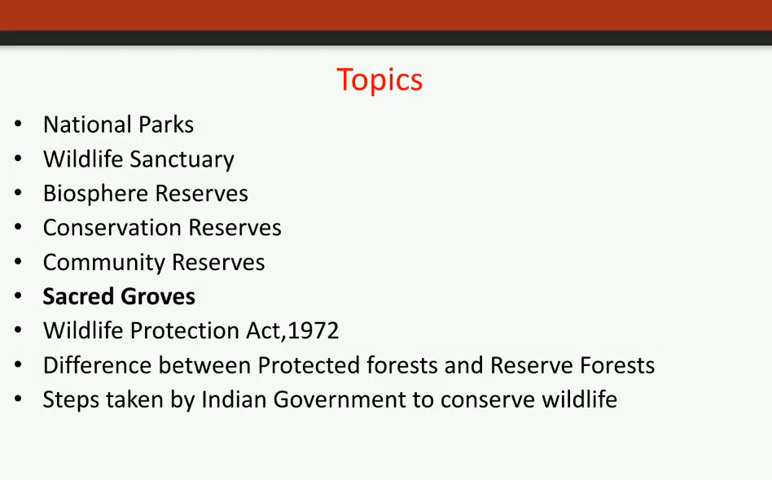 Topics
• National Parks
• Wildlife Sanctuary
• Biosphere Reserves
• Conservation Reserves
• Community Reserves
• Sacred Groves
• Wildlife Protection Act,1972
• Difference between Protected forests and Reserve Forests
• Steps taken by Indian Government to conserve wildlife